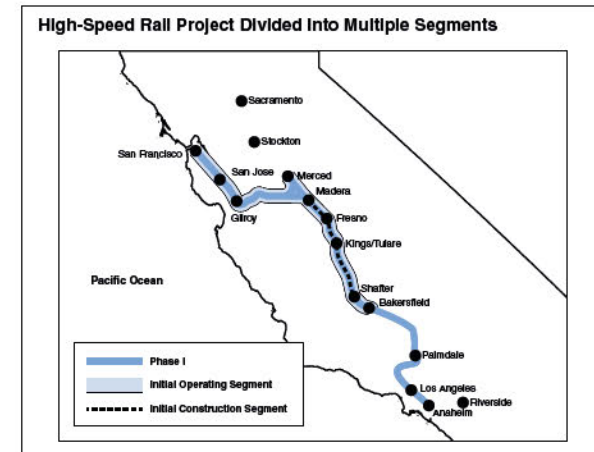 High-Speed Rail Project Divided Into Multiple Segments
Sacramento
Stockton
San Francisco
San Jose
Merced
Madera
Gilroy
Fresno
Kings/Tulare
Pacific Ocean
Shafter
Bakersfield
Palmdale
Los Angeles
Riverside
Anaheim
Phase I
Initial Operating Segment
Initial Construction Segment